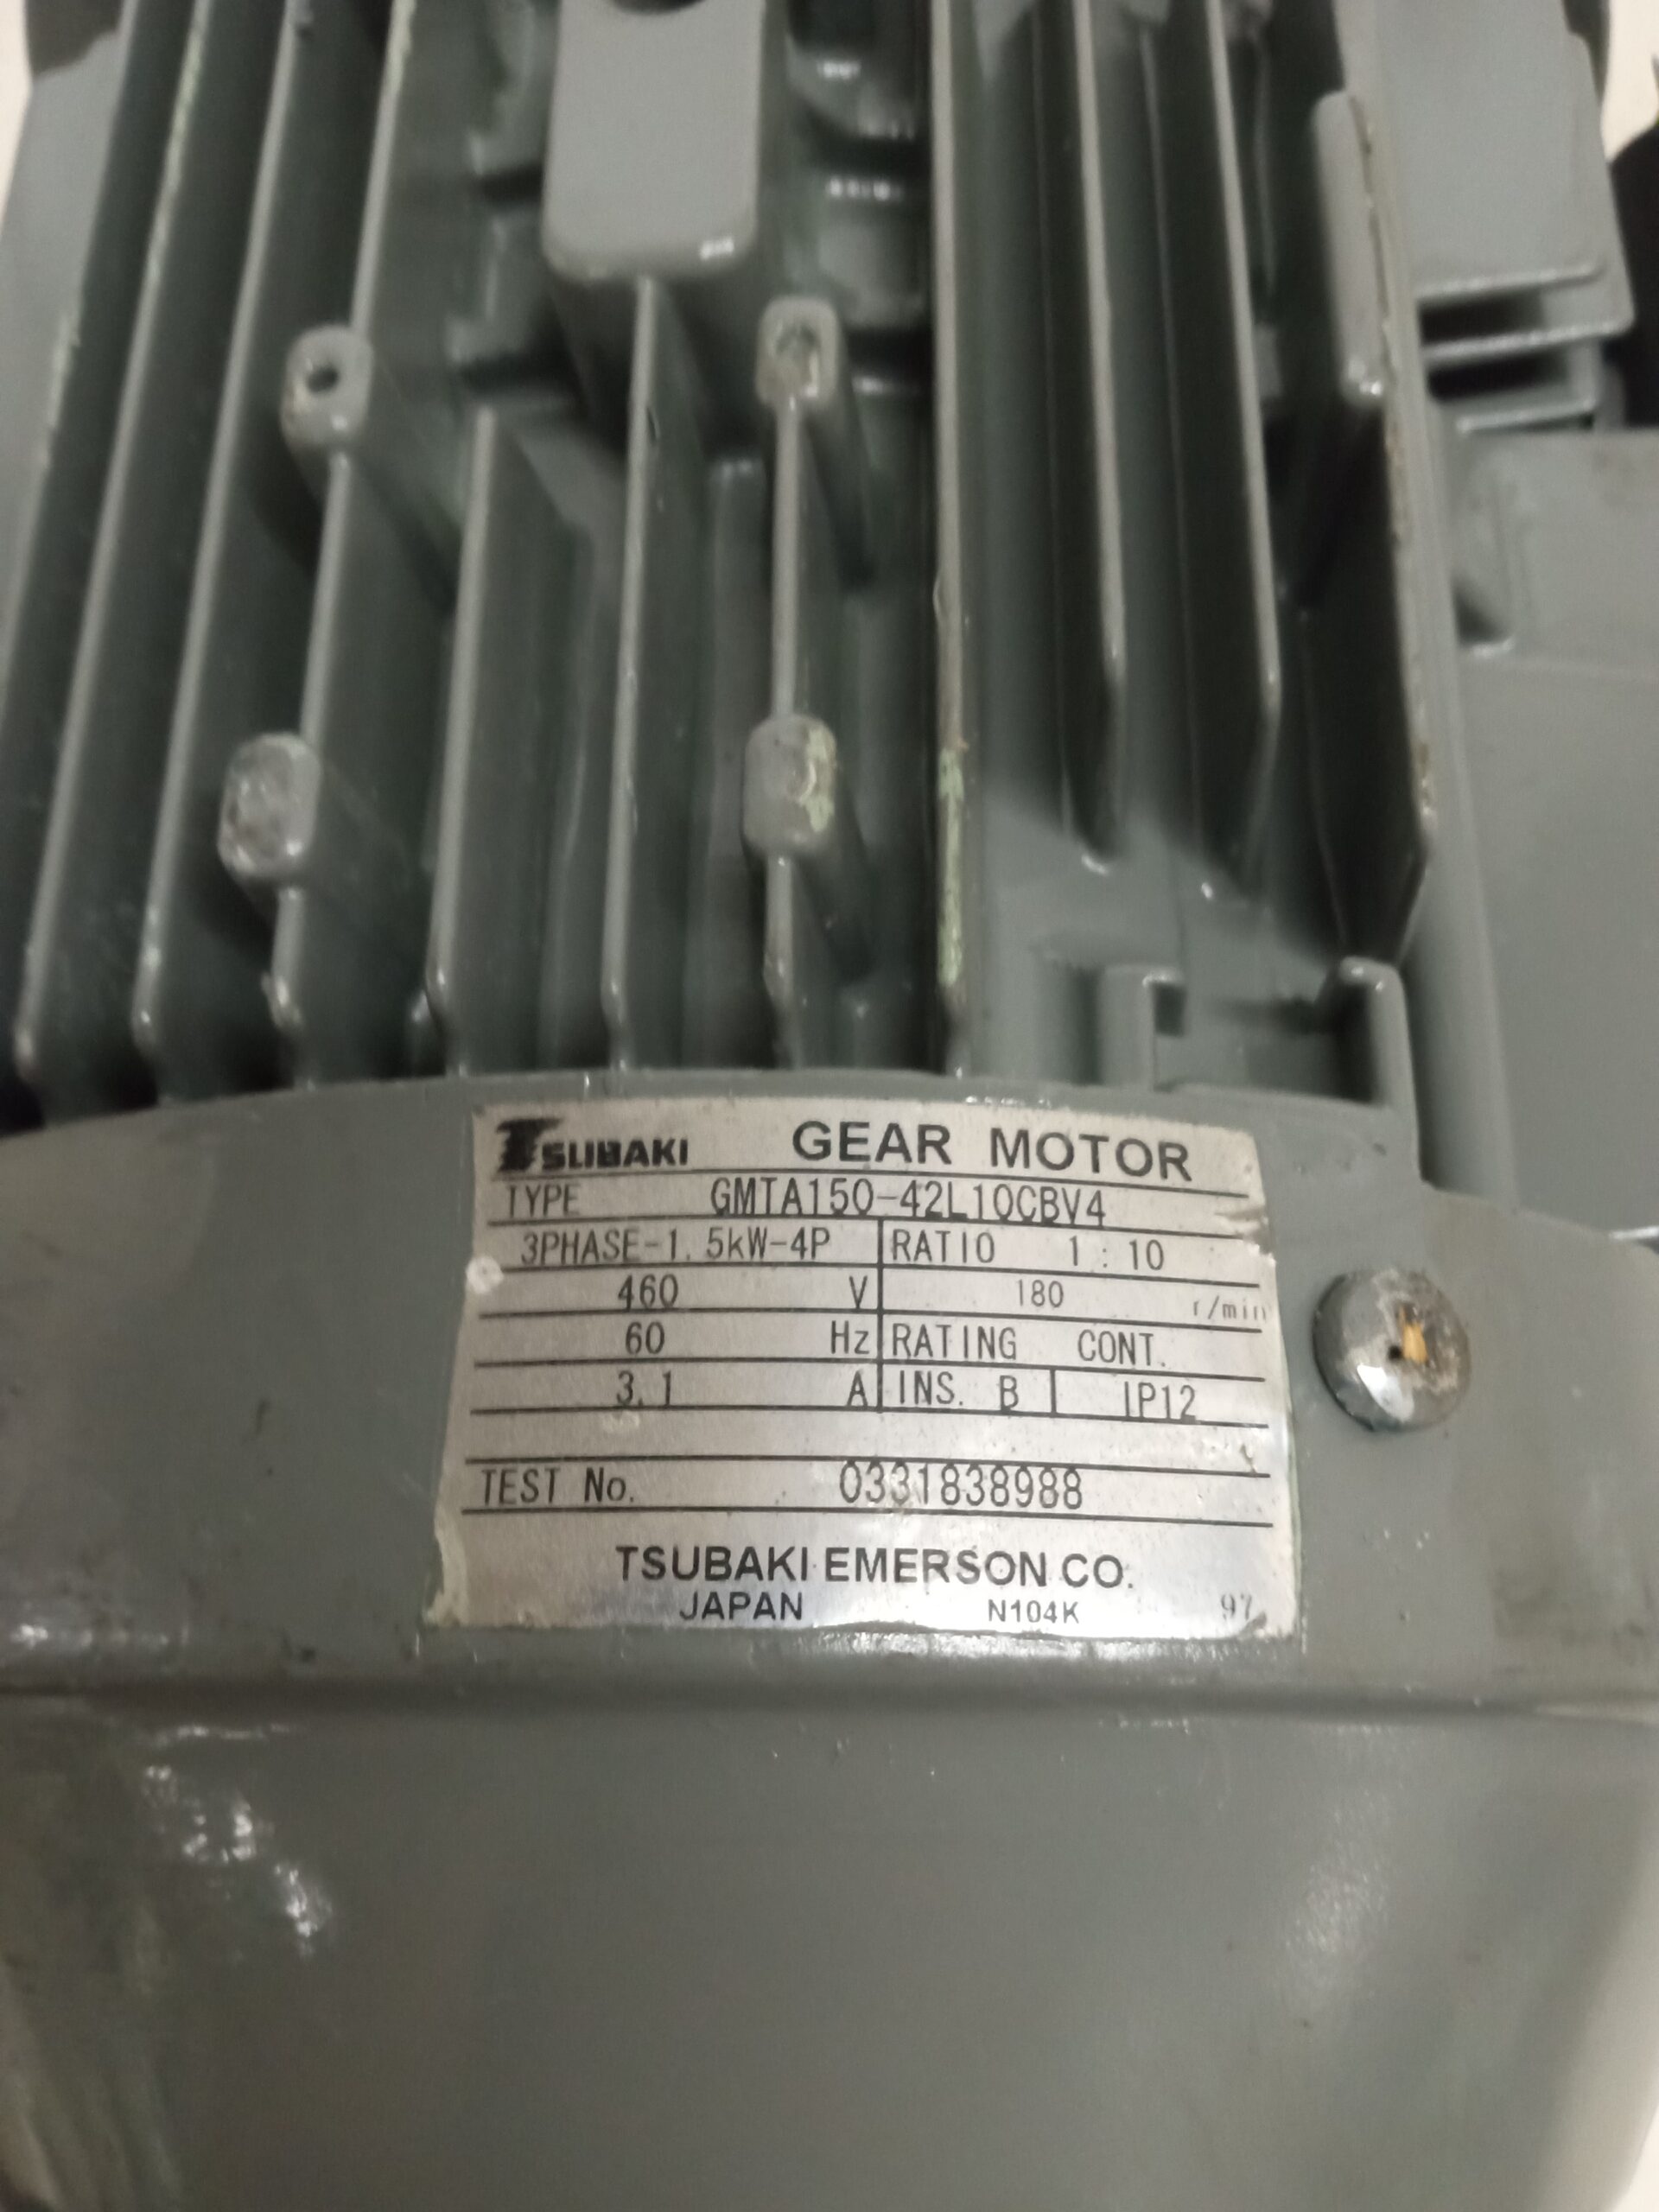 TSUBAKI GEAR MOTOR
TYPE GMTA150-42L10CBV4
3PHASE-1.5kW-4P RATIO 1:10
460 V 180 r/min
60 Hz RATING CONT.
3.1 A INS. B IP12
TEST No. 0331838988
TSUBAKI EMERSON CO.
JAPAN N104K 97